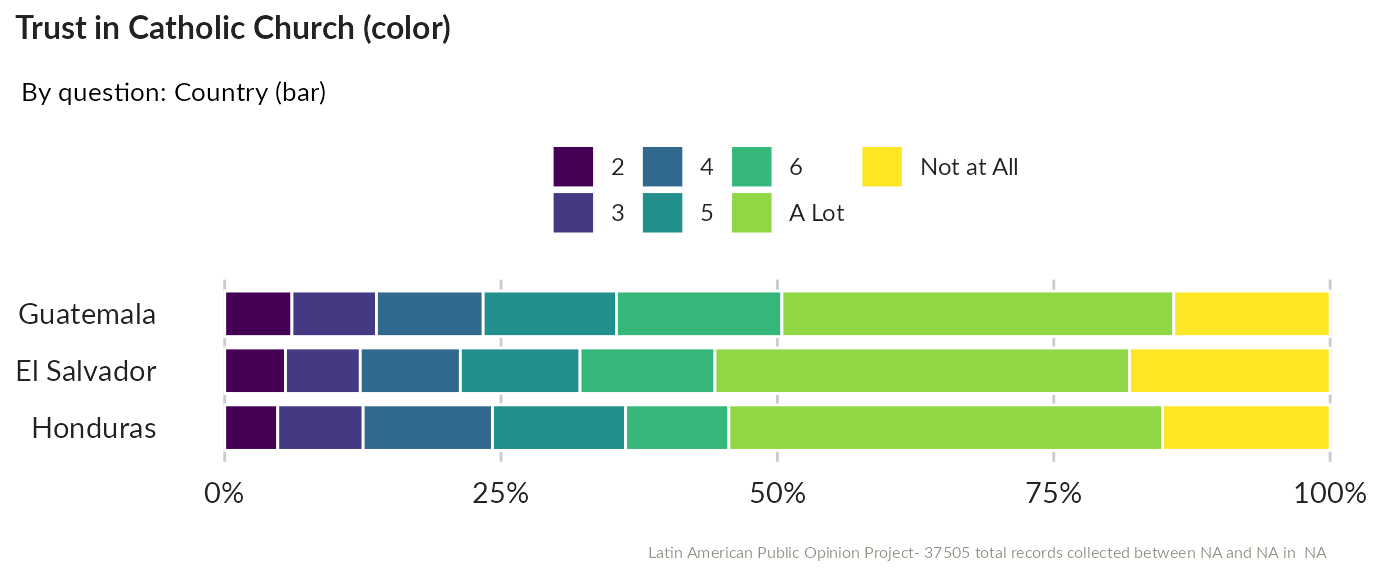 Trust in Catholic Church (color)
By question: Country (bar)
2 4 6 Not at All
3 5 A Lot
Guatemala
El Salvador
Honduras
0% 25% 50% 75% 100%
Latin American Public Opinion Project- 37505 total records collected between NA and NA in  NA